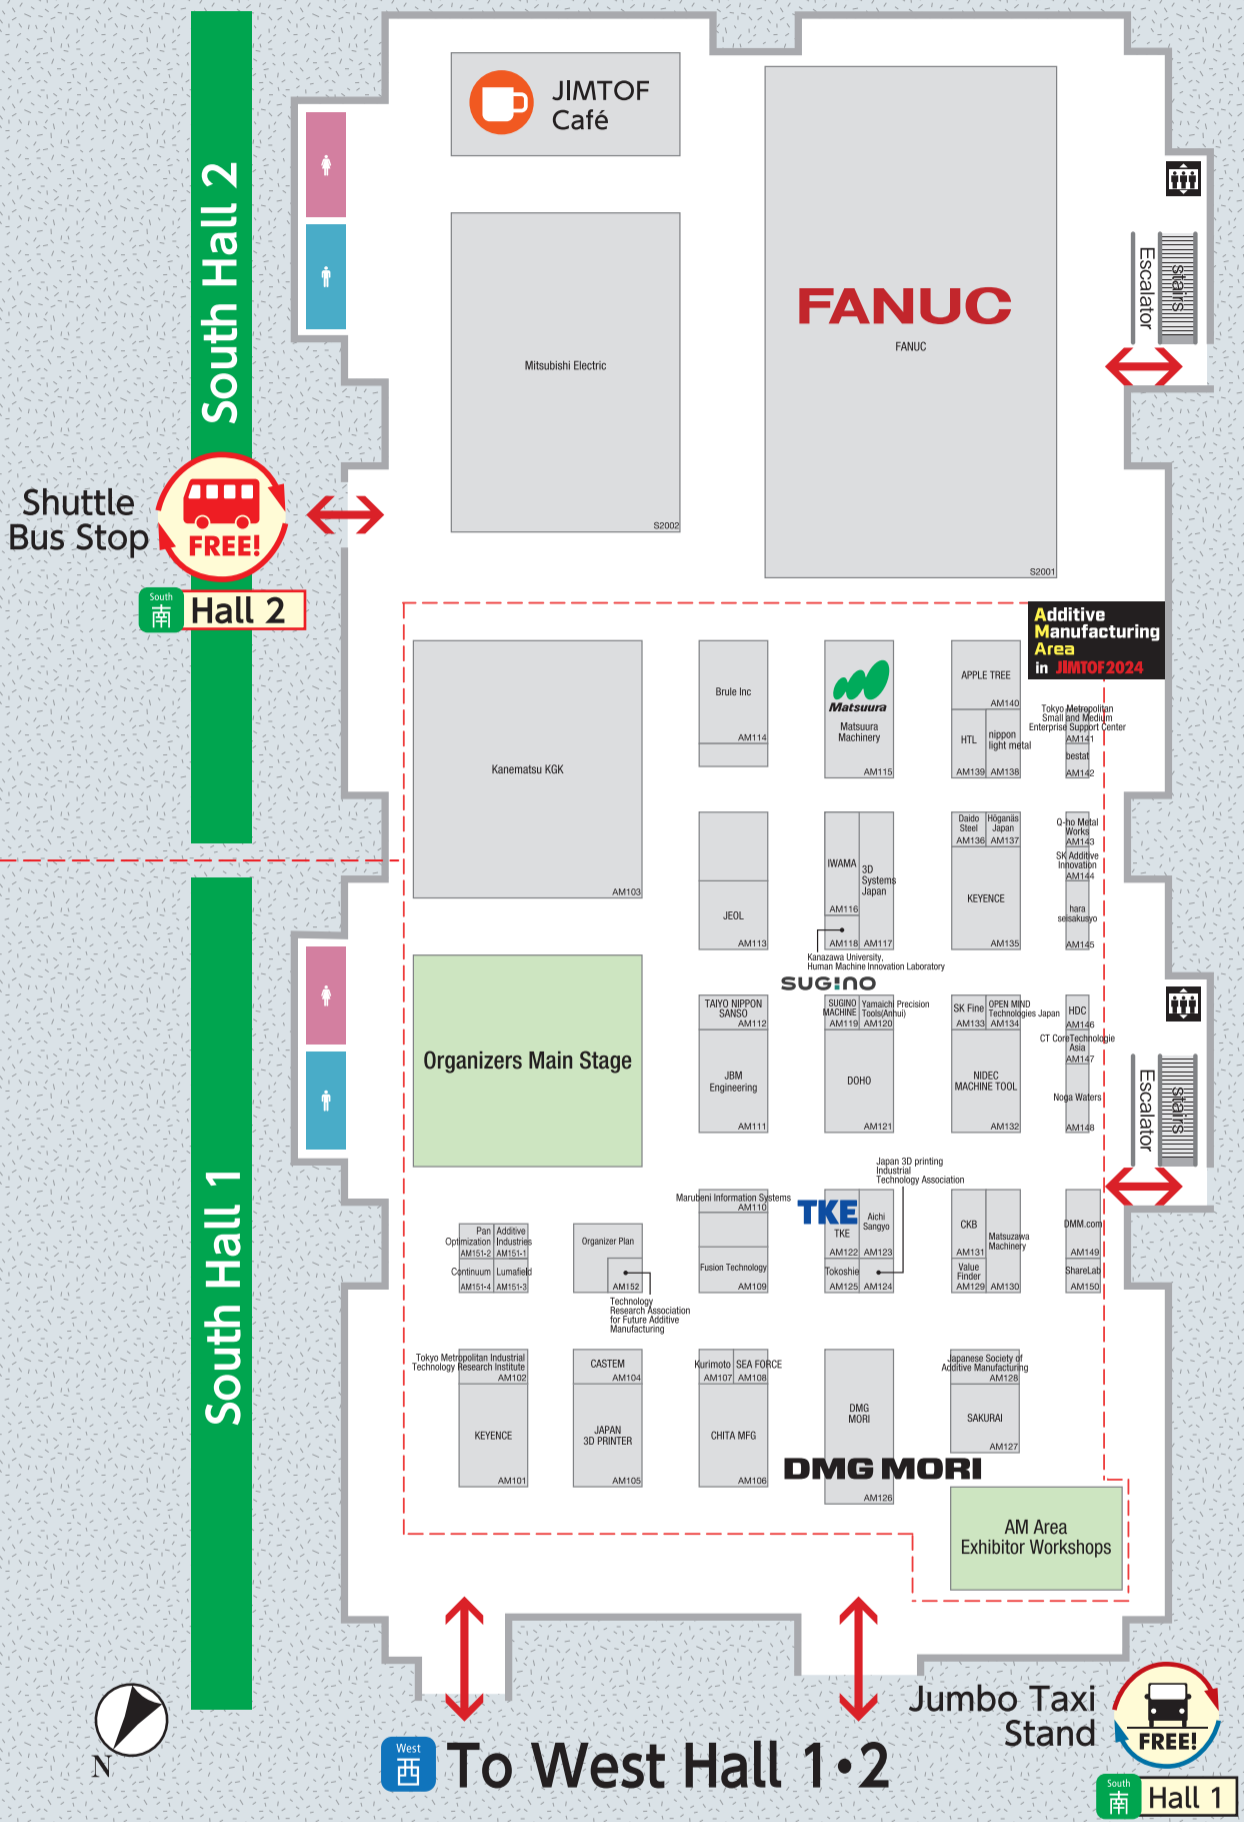 JIMTOF
Café
South Hall 2
FANUC
FANUC
Escalator
stairs
Mitsubishi Electric
S2002
S2001
Shuttle
Bus Stop
FREE!
South
南
Hall 2
Additive
Manufacturing
Area
in JIMTOF2024
Kanematsu KGK
AM103
Brule Inc
AM114
Matsuura
Matsuura
Machinery
AM115
APPLE TREE
AM140
HTL
AM139
nippon
light metal
AM138
Tokyo Metropolitan
Small and Medium
Enterprise Support Center
AM141
bestat
AM142
JEOL
AM113
IWAMA
AM116
3D
Systems
Japan
AM118
AM117
Kanazawa University,
Human Machine Innovation Laboratory
Daido
Steel
AM136
Höganäs
Japan
AM137
KEYENCE
AM135
Q-ho Metal
Works
AM143
SK Additive
Innovation
AM144
hara
seisakusyo
AM145
SUGINO
Organizers Main Stage
TAIYO NIPPON
SANSO
AM112
JBM
Engineering
AM111
SUGINO
MACHINE
AM119
Yamaichi Precision
Tools(Anhui)
AM120
DOHO
AM121
SK Fine
AM133
OPEN MIND
Technologies Japan
AM134
NIDEC
MACHINE TOOL
AM132
HDC
AM146
CT CoreTechnologie
Asia
AM147
Noga Waters
AM148
Escalator
stairs
South Hall 1
Japan 3D printing
Industrial
Technology Association
Pan
Optimization
AM151-2
Additive
Industries
AM151-1
Continuum
AM151-4
Lumafield
AM151-3
Organizer Plan
AM152
Technology
Research Association
for Future Additive
Manufacturing
Marubeni Information Systems
AM110
Fusion Technology
AM109
TKE
TKE
AM122
Aichi
Sangyo
AM123
Tokoshie
AM125
AM124
CKB
AM131
Matsuzawa
Machinery
Value
Finder
AM129
AM130
DMM.com
AM149
ShareLab
AM150
Tokyo Metropolitan Industrial
Technology Research Institute
AM102
KEYENCE
AM101
CASTEM
AM104
JAPAN
3D PRINTER
AM105
Kurimoto
AM107
SEA FORCE
AM108
CHITA MFG
AM106
DMG
MORI
DMG MORI
AM126
Japanese Society of
Additive Manufacturing
AM128
SAKURAI
AM127
AM Area
Exhibitor Workshops
N
West
西
To West Hall 1•2
Jumbo Taxi
Stand
FREE!
South
南
Hall 1